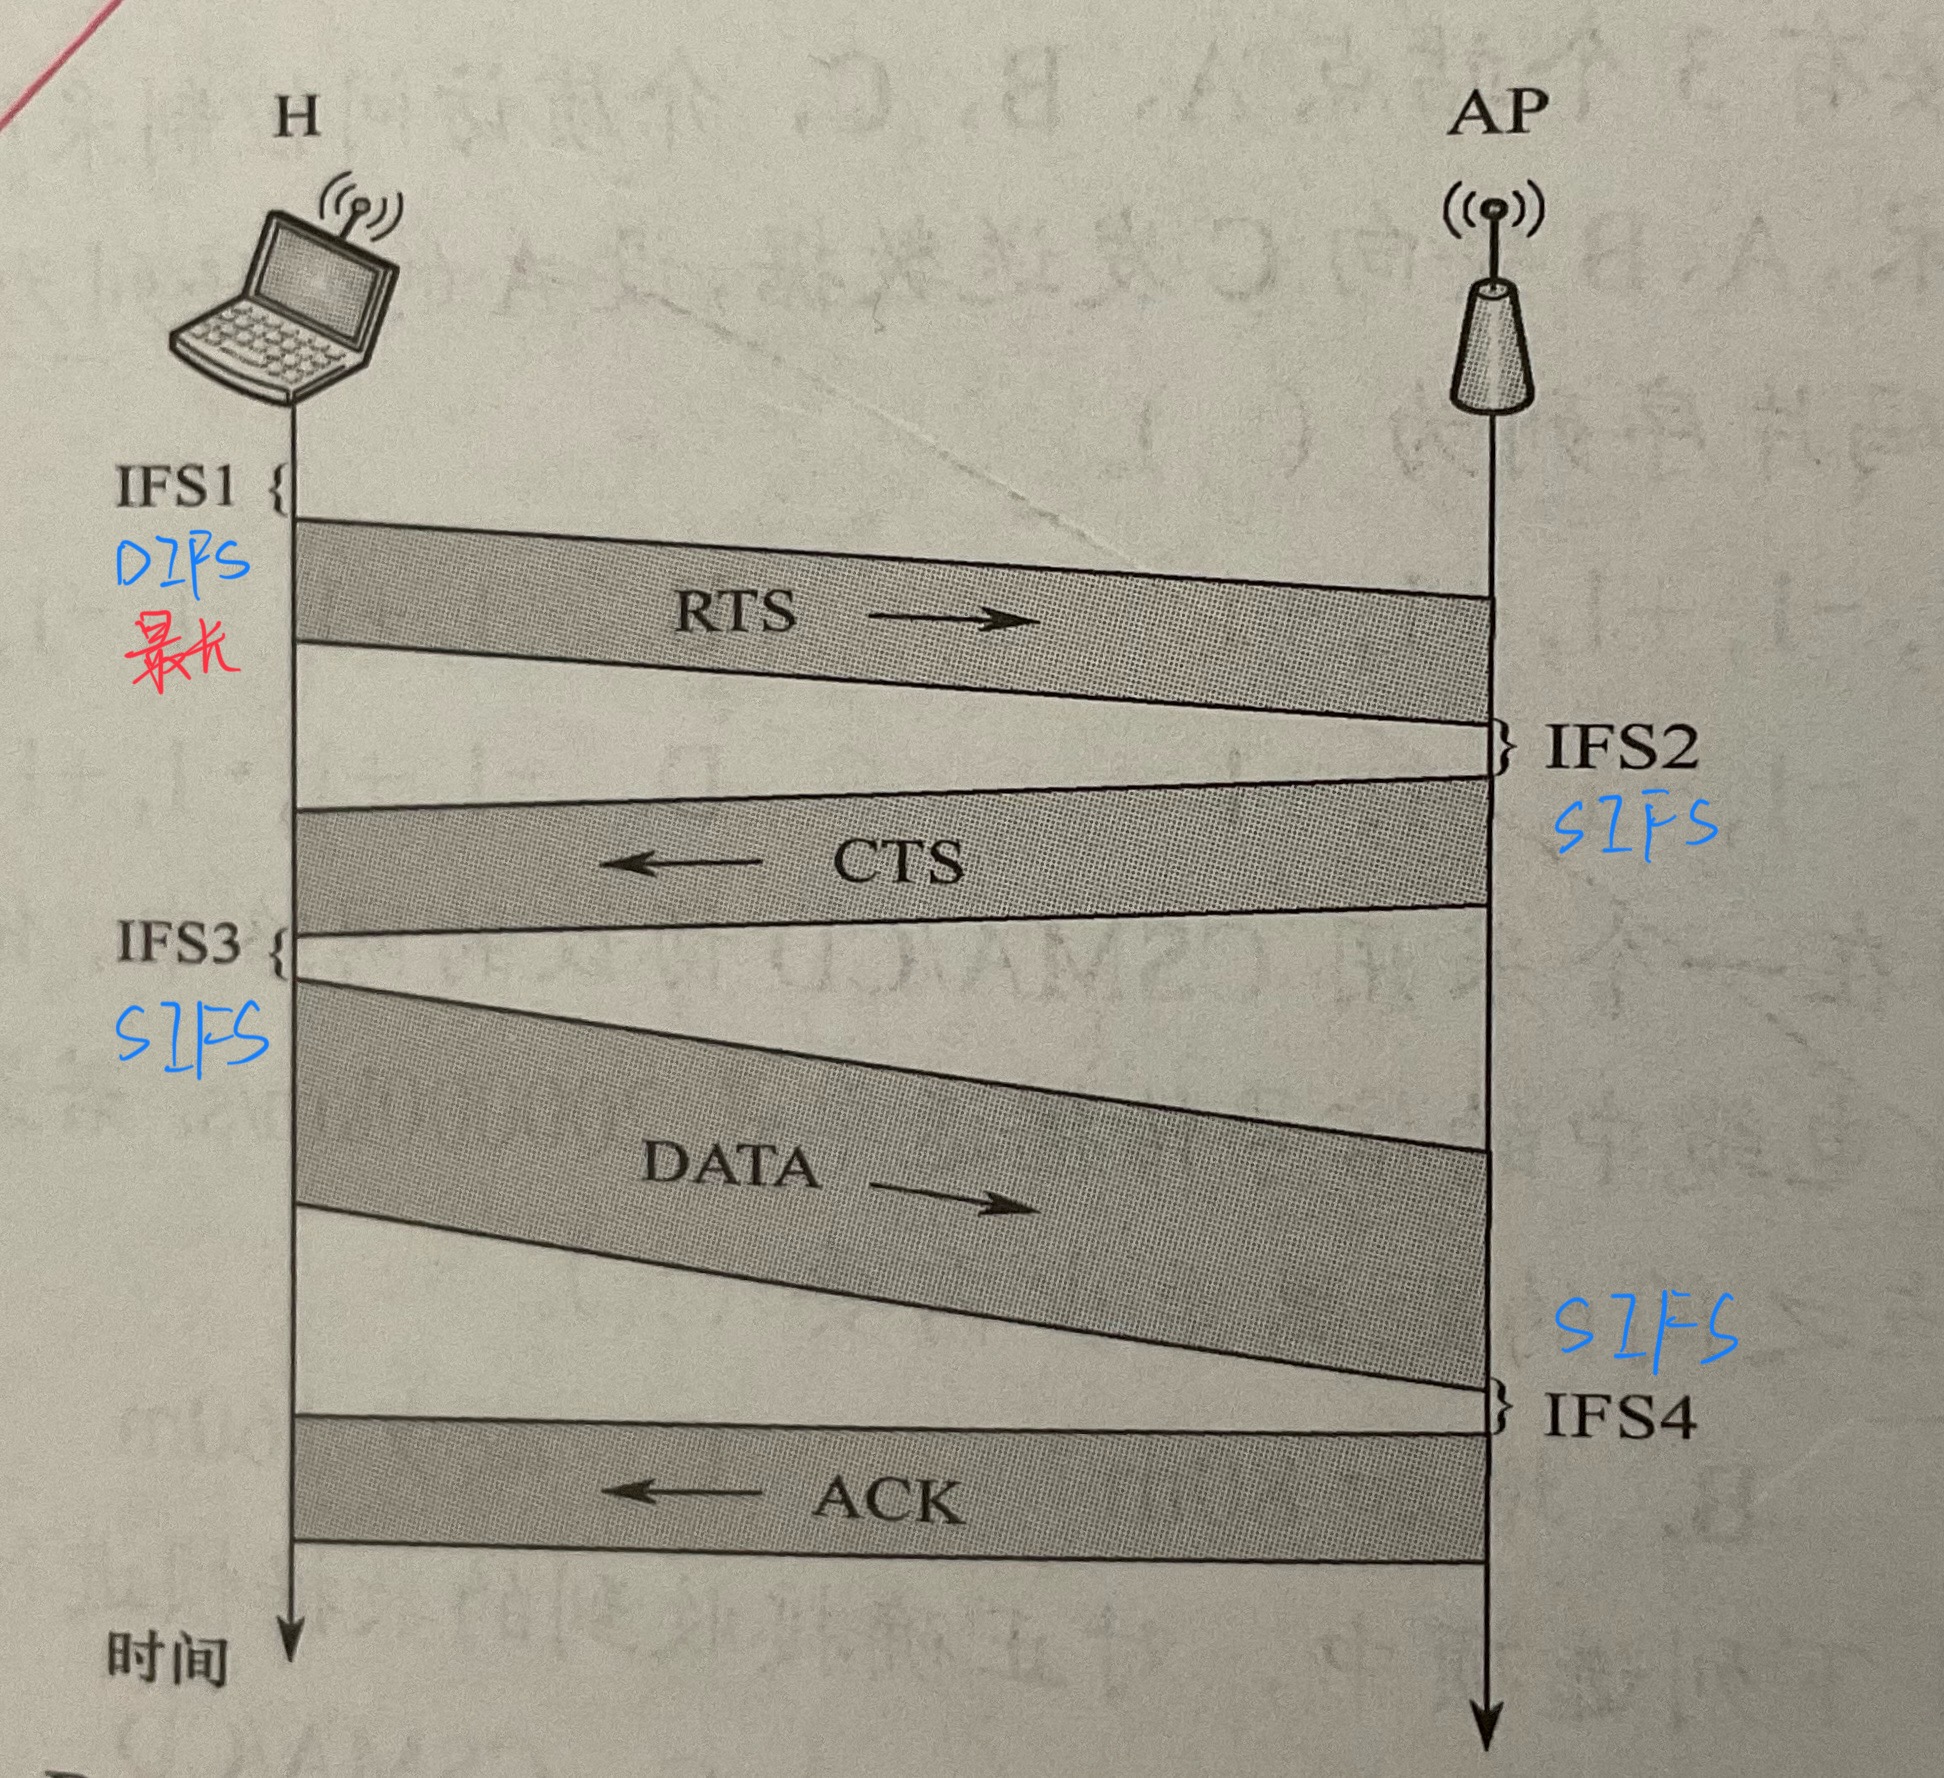 H
AP
IFS1 {
DIFS
最长
RTS
} IFS2
SIFS
CTS
IFS3 {
SIFS
DATA
SIFS
} IFS4
ACK
时间